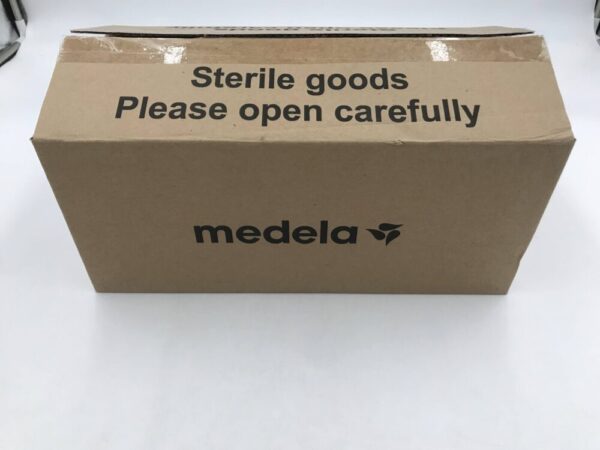 Sterile goods
Please open carefully
medela